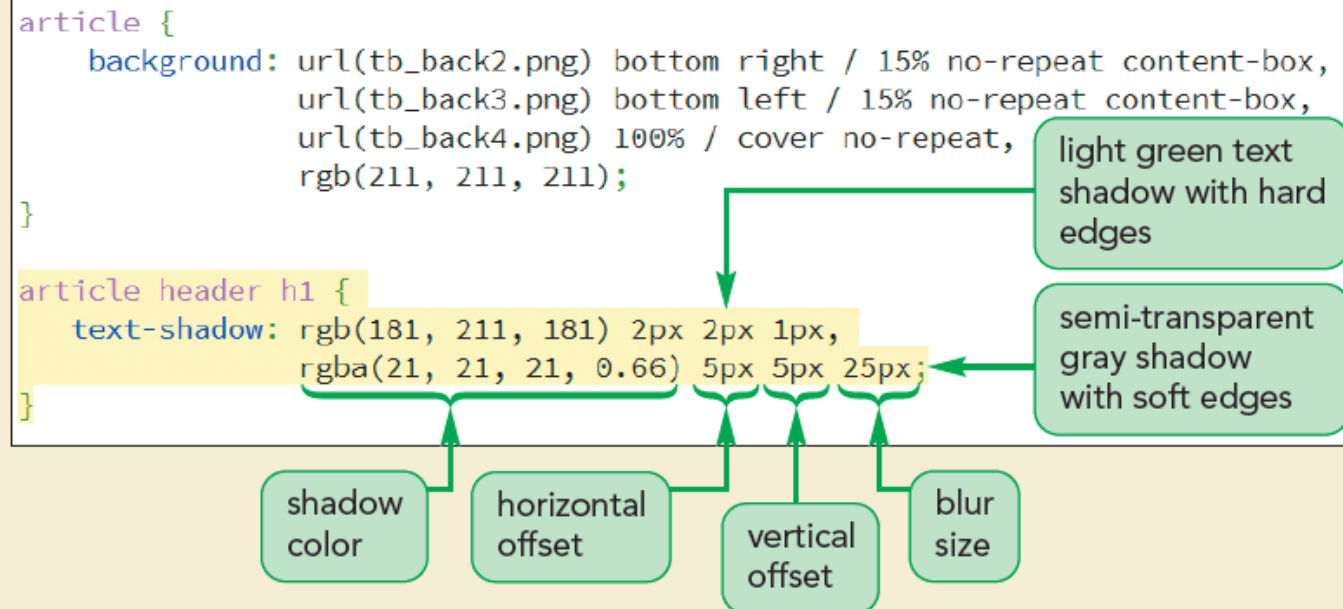 article {
background: url(tb_back2.png) bottom right / 15% no-repeat content-box,
url(tb_back3.png) bottom left / 15% no-repeat content-box,
url(tb_back4.png) 100% / cover no-repeat,
rgb(211, 211, 211);
}
light green text
shadow with hard
edges
article header h1 {
text-shadow: rgb(181, 211, 181) 2px 2px 1px,
rgba(21, 21, 21, 0.66) 5px 5px 25px;
}
semi-transparent
gray shadow
with soft edges
shadow
color
horizontal
offset
vertical
offset
blur
size